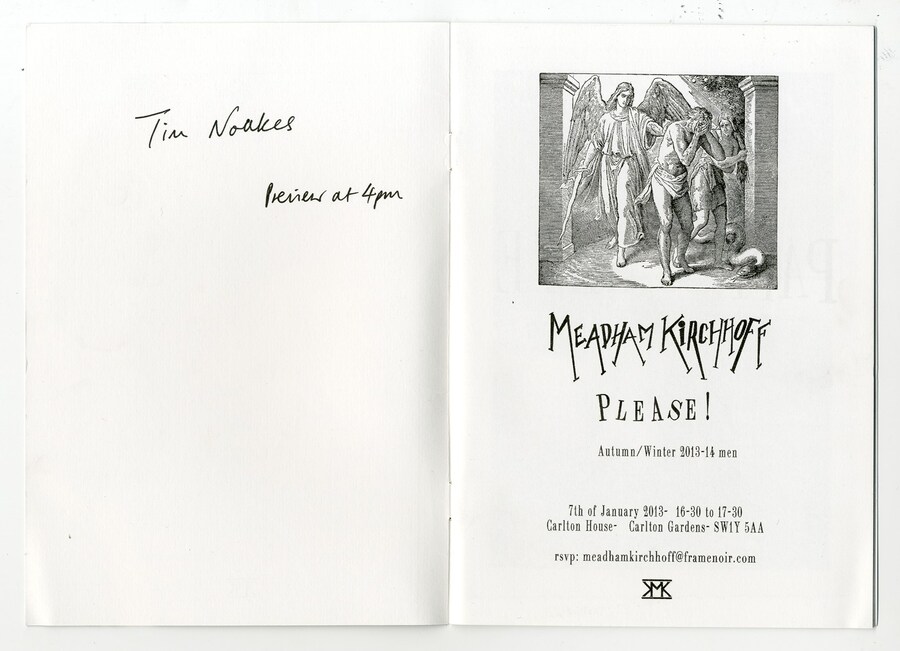 Tim Noakes
Preview at 4pm
MEADHAM KIRCHHOFF
PLEASE!
Autumn/Winter 2013-14 men
7th of January 2013- 16-30 to 17-30
Carlton House- Carlton Gardens- SW1Y 5AA
rsvp: meadhamkirchhoff@framenoir.com
MK